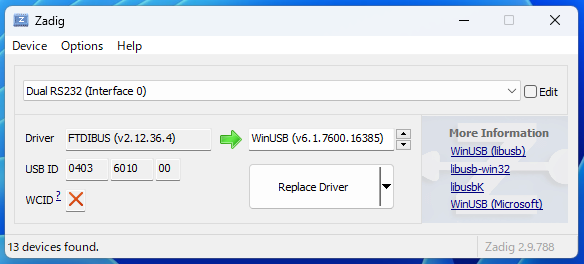 Zadig
Device Options Help
Dual RS232 (Interface 0) Edit
Driver FTDIBUS (v2.12.36.4) WinUSB (v6.1.7600.16385)
More Information
WinUSB (libusb)
libusb-win32
libusbK
WinUSB (Microsoft)
USB ID 0403 6010 00
WCID ?
Replace Driver
13 devices found. Zadig 2.9.788